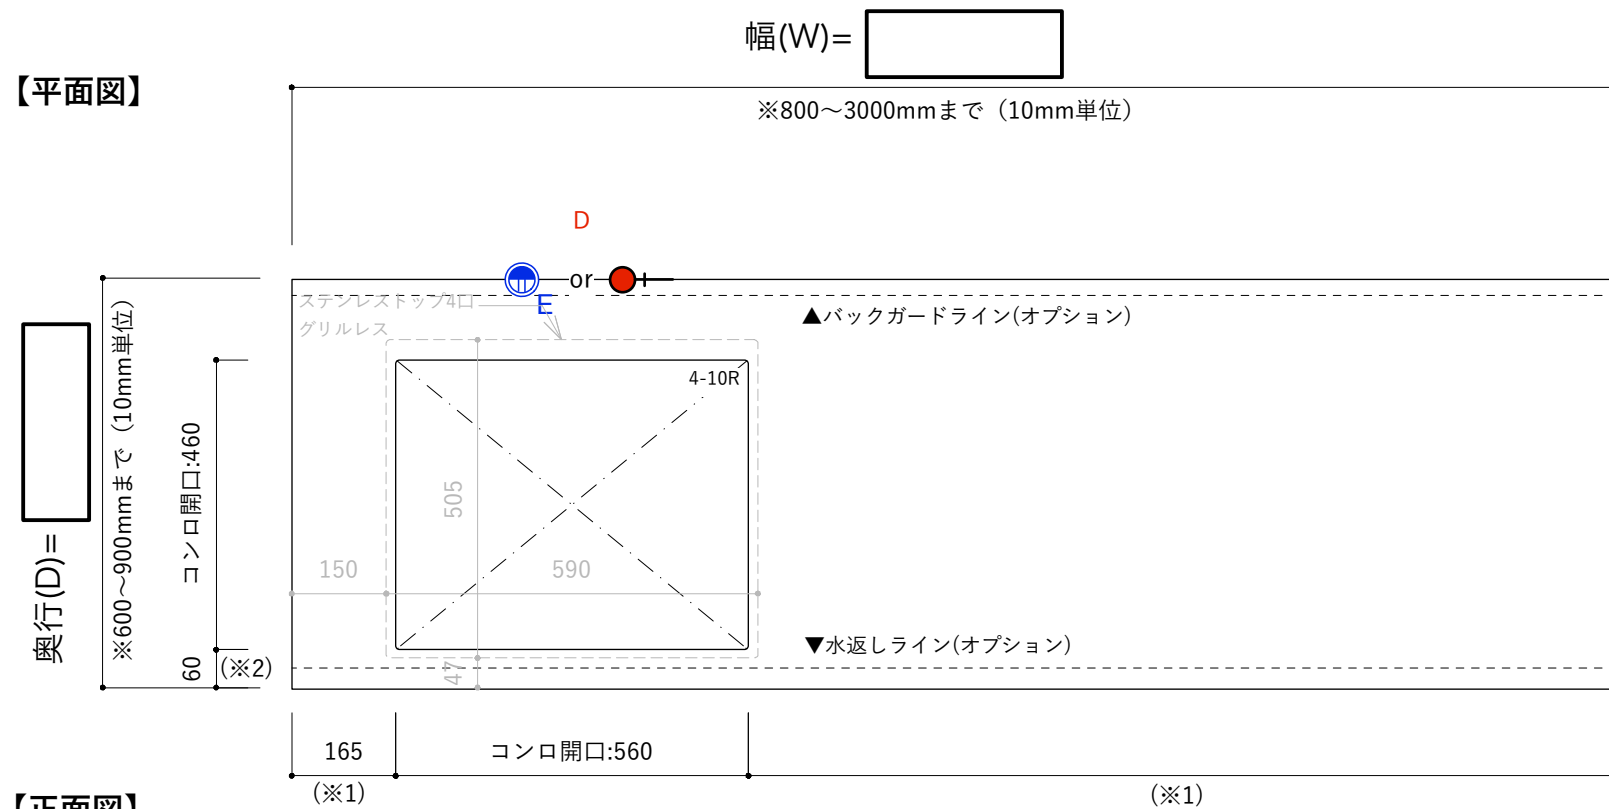 幅(W)=
【平面図】
※800～3000mmまで（10mm単位）
D
or
E
ステンレストップ4口
グリルレス
▲バックガードライン(オプション)
4-10R
奥行(D)=
※600～900mmまで（10mm単位）
コンロ開口:460
505
150
590
▼水返しライン(オプション)
60
(※2)
47
165
コンロ開口:560
(※1)
(※1)
【正面図】